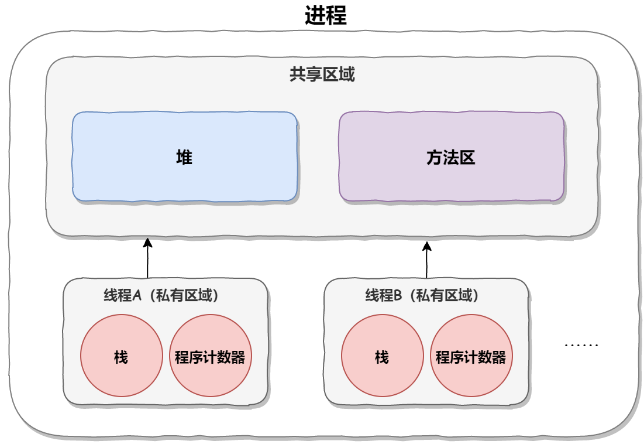 进程
共享区域
堆
方法区
线程A（私有区域）
线程B（私有区域）
栈
程序计数器
栈
程序计数器
……